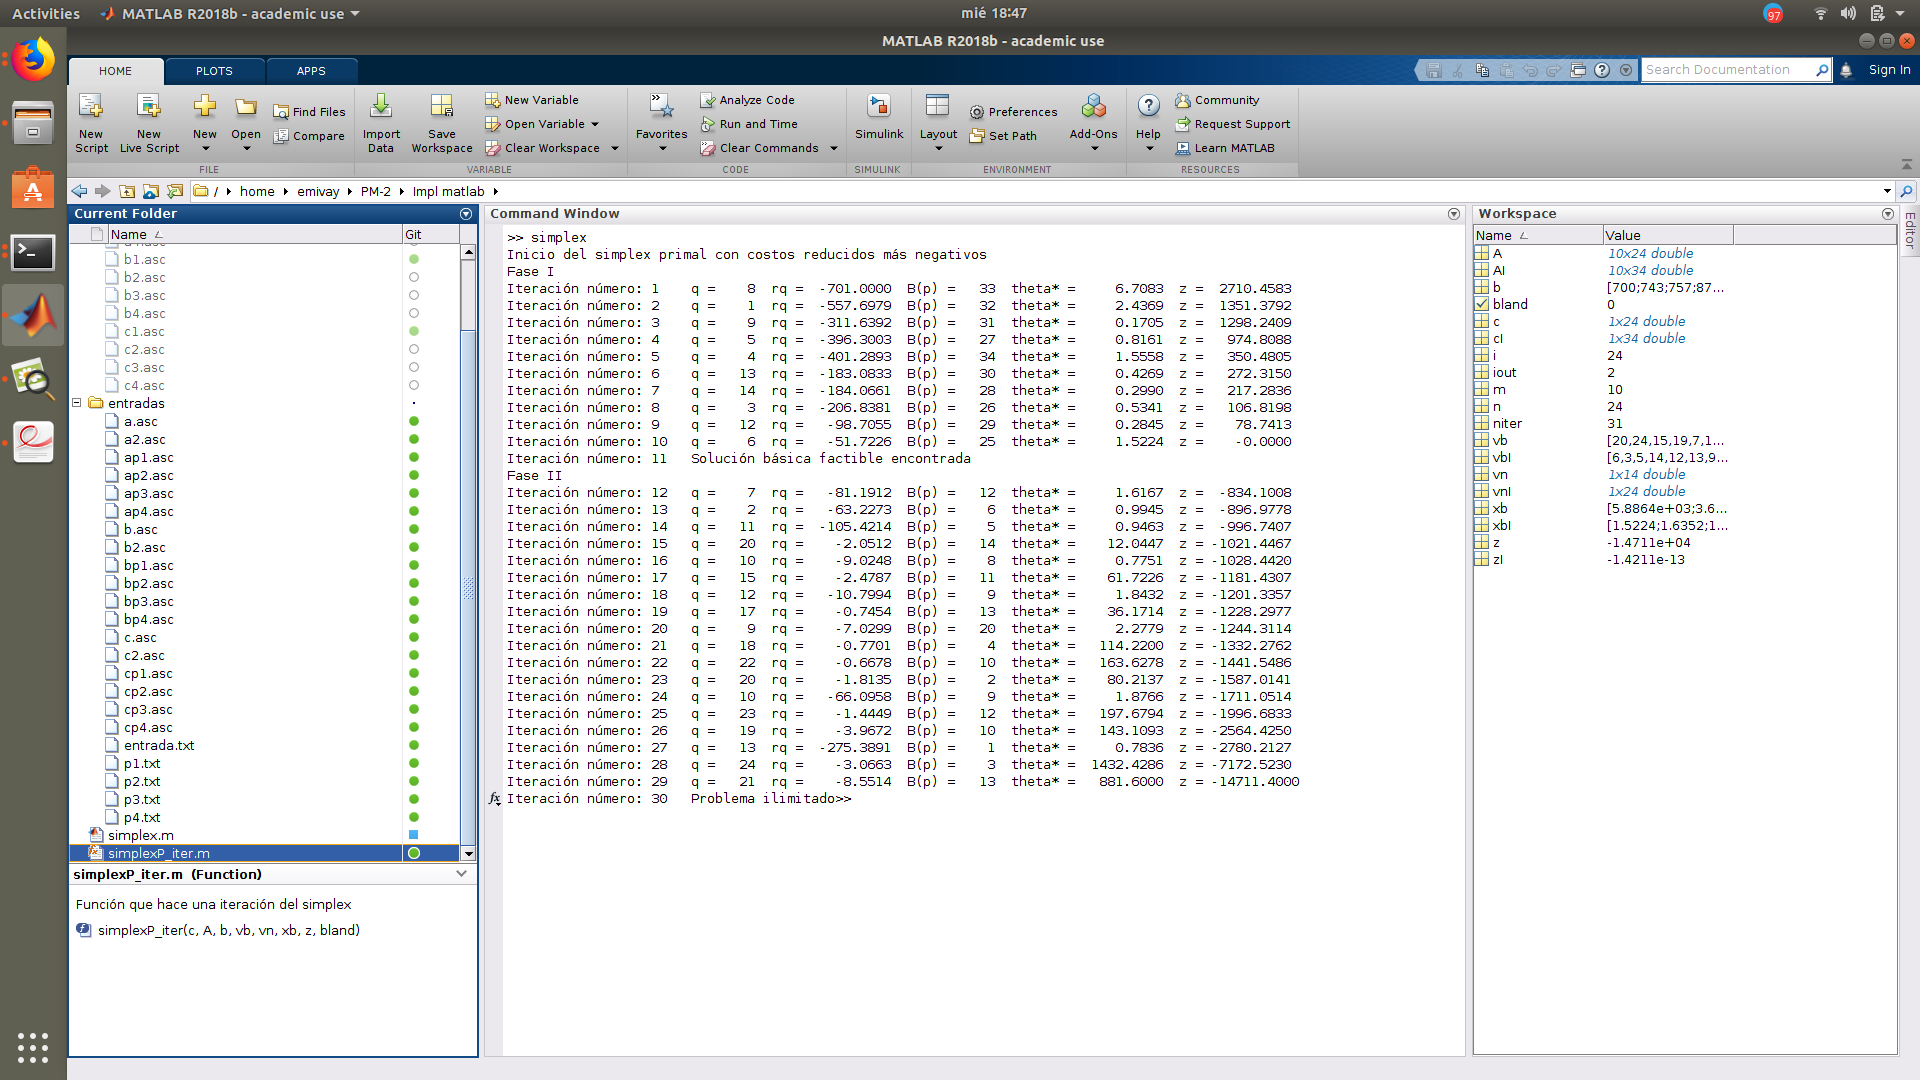 Activities
MATLAB R2018b - academic use
mié 18:47
97
MATLAB R2018b - academic use
HOME
PLOTS
APPS
Search Documentation
Sign In
New Script
New Live Script
New
Open
Find Files
Compare
Import Data
Save Workspace
New Variable
Open Variable
Clear Workspace
Favorites
Analyze Code
Run and Time
Clear Commands
Simulink
Layout
Preferences
Set Path
Add-Ons
Help
Community
Request Support
Learn MATLAB
FILE
VARIABLE
CODE
SIMULINK
ENVIRONMENT
RESOURCES
/ home emivay PM-2 Impl matlab
Current Folder
Name
Git
b1.asc
b2.asc
b3.asc
b4.asc
c1.asc
c2.asc
c3.asc
c4.asc
entradas
a.asc
a2.asc
ap1.asc
ap2.asc
ap3.asc
ap4.asc
b.asc
b2.asc
bp1.asc
bp2.asc
bp3.asc
bp4.asc
c.asc
c2.asc
cp1.asc
cp2.asc
cp3.asc
cp4.asc
entrada.txt
p1.txt
p2.txt
p3.txt
p4.txt
simplex.m
simplexP_iter.m
simplexP_iter.m (Function)
Función que hace una iteración del simplex
simplexP_iter(c, A, b, vb, vn, xb, z, bland)
Command Window
>> simplex
Inicio del simplex primal con costos reducidos más negativos
Fase I
Iteración número: 1 q = 8 rq = -701.0000 B(p) = 33 theta* = 6.7083 z = 2710.4583
Iteración número: 2 q = 1 rq = -557.6979 B(p) = 32 theta* = 2.4369 z = 1351.3792
Iteración número: 3 q = 9 rq = -311.6392 B(p) = 31 theta* = 0.1705 z = 1298.2409
Iteración número: 4 q = 5 rq = -396.3003 B(p) = 27 theta* = 0.8161 z = 974.8088
Iteración número: 5 q = 4 rq = -401.2893 B(p) = 34 theta* = 1.5558 z = 350.4805
Iteración número: 6 q = 13 rq = -183.0833 B(p) = 30 theta* = 0.4269 z = 272.3150
Iteración número: 7 q = 14 rq = -184.0661 B(p) = 28 theta* = 0.2990 z = 217.2836
Iteración número: 8 q = 3 rq = -206.8381 B(p) = 26 theta* = 0.5341 z = 106.8198
Iteración número: 9 q = 12 rq = -98.7055 B(p) = 29 theta* = 0.2845 z = 78.7413
Iteración número: 10 q = 6 rq = -51.7226 B(p) = 25 theta* = 1.5224 z = -0.0000
Iteración número: 11 Solución básica factible encontrada
Fase II
Iteración número: 12 q = 7 rq = -81.1912 B(p) = 12 theta* = 1.6167 z = -834.1008
Iteración número: 13 q = 2 rq = -63.2273 B(p) = 6 theta* = 0.9945 z = -896.9778
Iteración número: 14 q = 11 rq = -105.4214 B(p) = 5 theta* = 0.9463 z = -996.7407
Iteración número: 15 q = 20 rq = -2.0512 B(p) = 14 theta* = 12.0447 z = -1021.4467
Iteración número: 16 q = 10 rq = -9.0248 B(p) = 8 theta* = 0.7751 z = -1028.4420
Iteración número: 17 q = 15 rq = -2.4787 B(p) = 11 theta* = 61.7226 z = -1181.4307
Iteración número: 18 q = 12 rq = -10.7994 B(p) = 9 theta* = 1.8432 z = -1201.3357
Iteración número: 19 q = 17 rq = -0.7454 B(p) = 13 theta* = 36.1714 z = -1228.2977
Iteración número: 20 q = 9 rq = -7.0299 B(p) = 20 theta* = 2.2779 z = -1244.3114
Iteración número: 21 q = 18 rq = -0.7701 B(p) = 4 theta* = 114.2200 z = -1332.2762
Iteración número: 22 q = 22 rq = -0.6678 B(p) = 10 theta* = 163.6278 z = -1441.5486
Iteración número: 23 q = 20 rq = -1.8135 B(p) = 2 theta* = 80.2137 z = -1587.0141
Iteración número: 24 q = 10 rq = -66.0958 B(p) = 9 theta* = 1.8766 z = -1711.0514
Iteración número: 25 q = 23 rq = -1.4449 B(p) = 12 theta* = 197.6794 z = -1996.6833
Iteración número: 26 q = 19 rq = -3.9672 B(p) = 10 theta* = 143.1093 z = -2564.4250
Iteración número: 27 q = 13 rq = -275.3891 B(p) = 1 theta* = 0.7836 z = -2780.2127
Iteración número: 28 q = 24 rq = -3.0663 B(p) = 3 theta* = 1432.4286 z = -7172.5230
Iteración número: 29 q = 21 rq = -8.5514 B(p) = 13 theta* = 881.6000 z = -14711.4000
fx Iteración número: 30 Problema ilimitado>>
Workspace
Name
Value
A 10x24 double
AI 10x34 double
b [700;743;757;87...
bland 0
c 1x24 double
cI 1x34 double
i 24
iout 2
m 10
n 24
niter 31
vb [20,24,15,19,7,1...
vbI [6,3,5,14,12,13,9...
vn 1x14 double
vnI 1x24 double
xb [5.8864e+03;3.6...
xbI [1.5224;1.6352;1...
z -1.4711e+04
zI -1.4211e-13
Editor